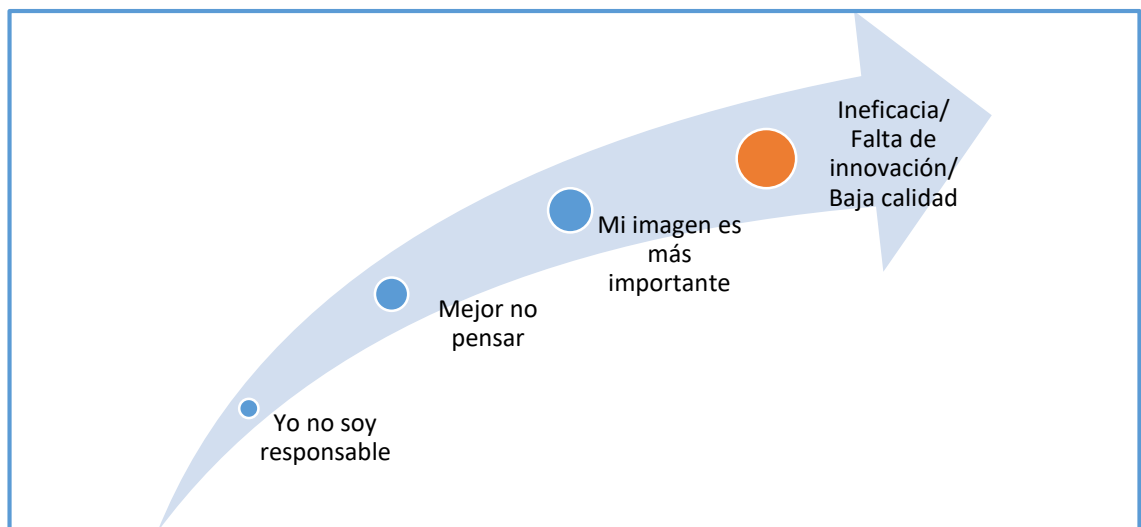 Ineficacia/
Falta de
innovación/
Baja calidad
Mi imagen es
más
importante
Mejor no
pensar
Yo no soy
responsable